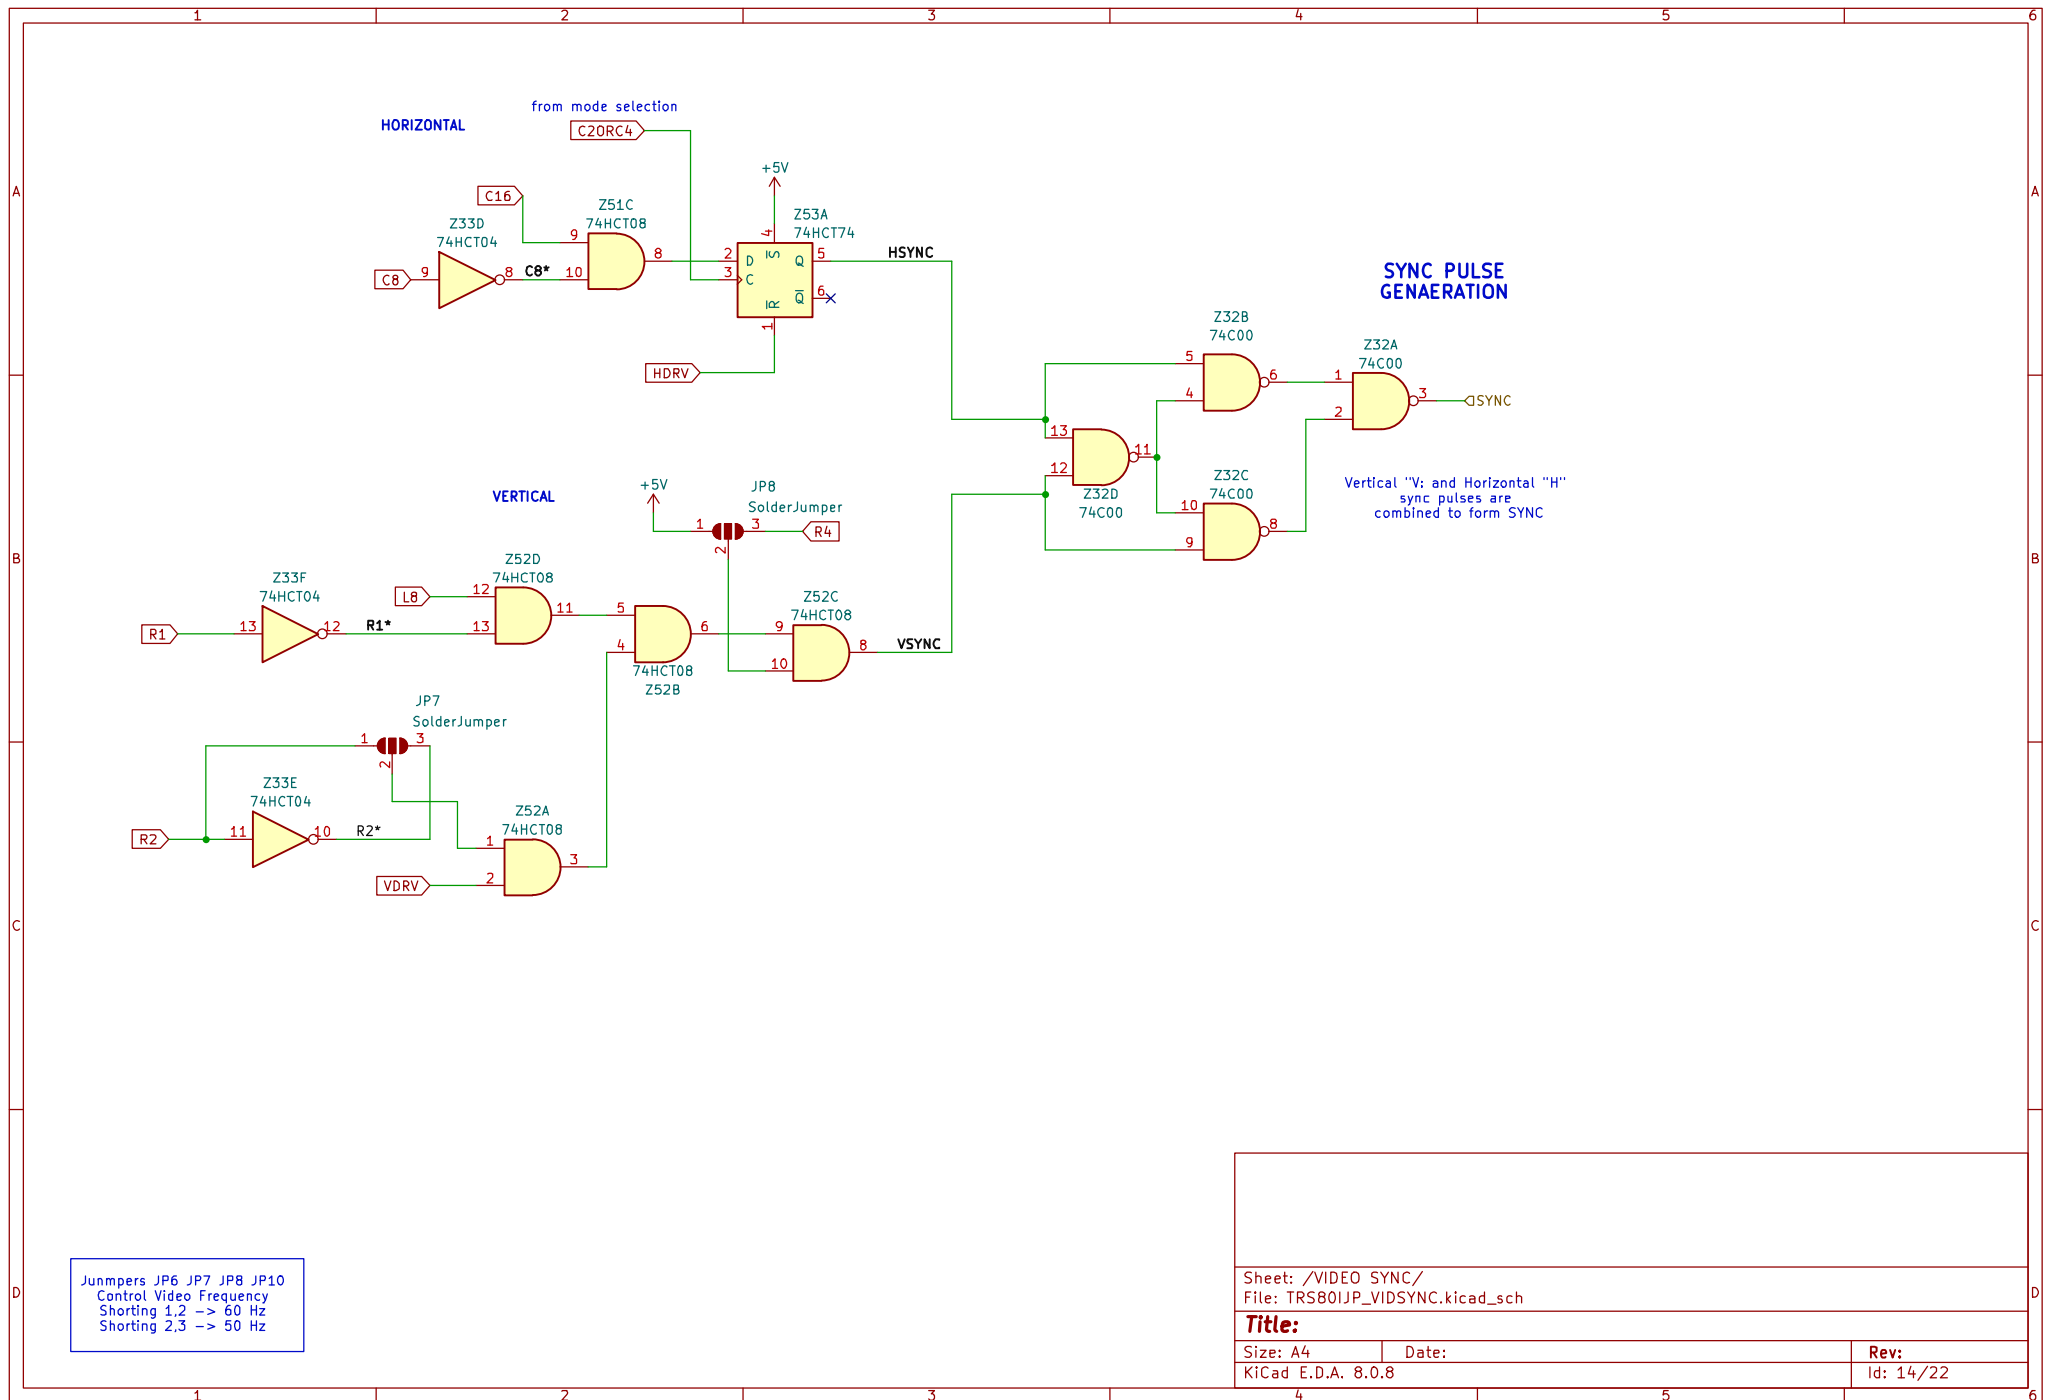 1 2 3 4 5 6
from mode selection
HORIZONTAL
C2ORC4
+5V
A A
C16
Z51C
74HCT08
Z53A
74HCT74
Z33D
74HCT04
9
8
2
D
S
4
Q
5
HSYNC
C8
9
8
C8*
10
3
C
R
Q
6
1
HDRV
SYNC PULSE
GENAERATION
Z32B
74C00
5
4
6
Z32A
74C00
1
2
3
SYNC
13
12
11
Z32D
74C00
Z32C
74C00
10
9
8
Vertical "V: and Horizontal "H"
sync pulses are
combined to form SYNC
VERTICAL
+5V
JP8
SolderJumper
1
2
3
R4
B B
Z52D
74HCT08
Z33F
74HCT04
L8
12
11
5
R1
13
12
R1*
13
4
6
74HCT08
Z52B
Z52C
74HCT08
9
10
8
VSYNC
JP7
SolderJumper
1
2
3
Z33E
74HCT04
R2
11
10
R2*
Z52A
74HCT08
1
2
3
VDRV
C C
Junmpers JP6 JP7 JP8 JP10
Control Video Frequency
Shorting 1,2 -> 60 Hz
Shorting 2,3 -> 50 Hz
D D
Sheet: /VIDEO SYNC/
File: TRS80IJP_VIDSYNC.kicad_sch
Title:
Size: A4 Date: Rev:
KiCad E.D.A. 8.0.8 Id: 14/22
1 2 3 4 5 6